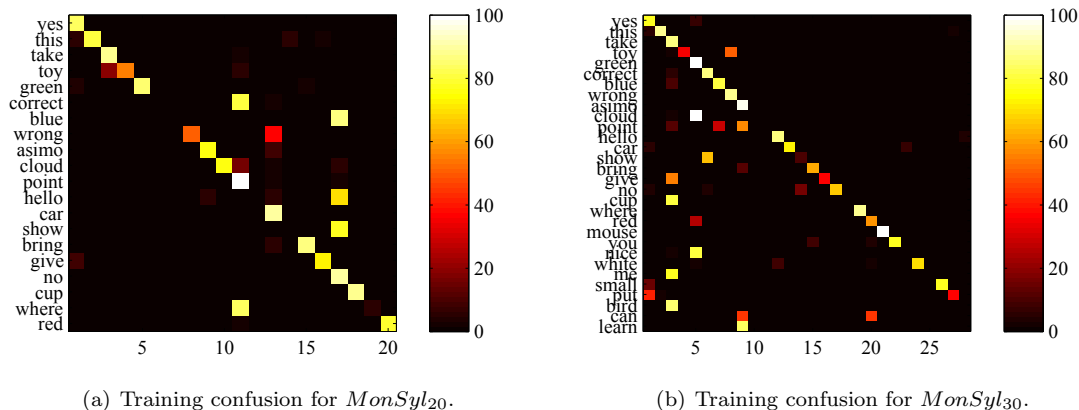 yes
this
take
toy
green
correct
blue
wrong
asimo
cloud
point
hello
car
show
bring
give
no
cup
where
red
5 10 15 20
100
80
60
40
20
0
(a) Training confusion for MonSyl20.
yes
this
take
toy
green
correct
blue
wrong
asimo
cloud
point
hello
car
show
bring
give
no
cup
where
red
mouse
you
nice
white
me
small
put
bird
can
learn
5 10 15 20 25
100
80
60
40
20
0
(b) Training confusion for MonSyl30.